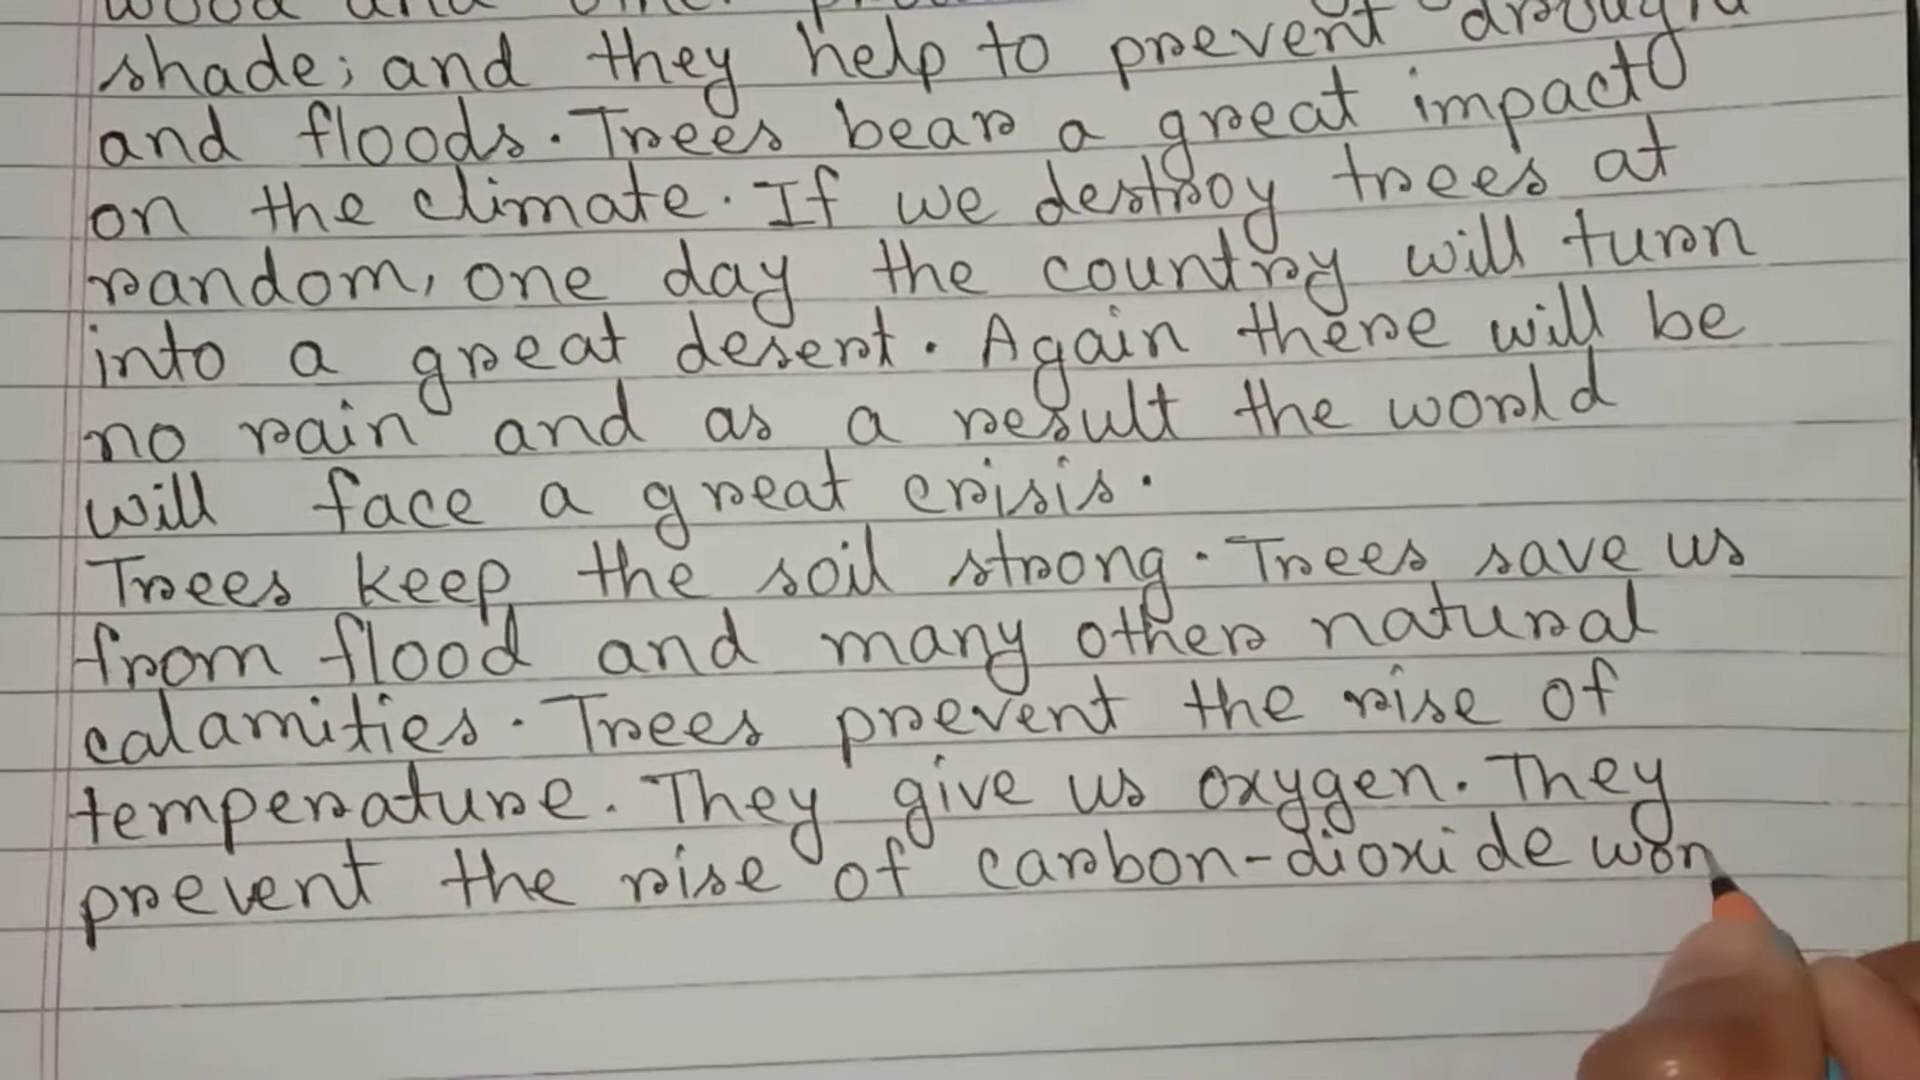 wood and other
shade; and they help to prevent drought
and floods. Trees bear a great impact
on the climate. If we destroy trees at
random, one day the country will turn
into a great desert. Again there will be
no rain and as a result the world
will face a great crisis.
Trees keep the soil strong. Trees save us
from flood and many other natural
calamities. Trees prevent the rise of
temperature. They give us oxygen. They
prevent the rise of carbon-dioxide